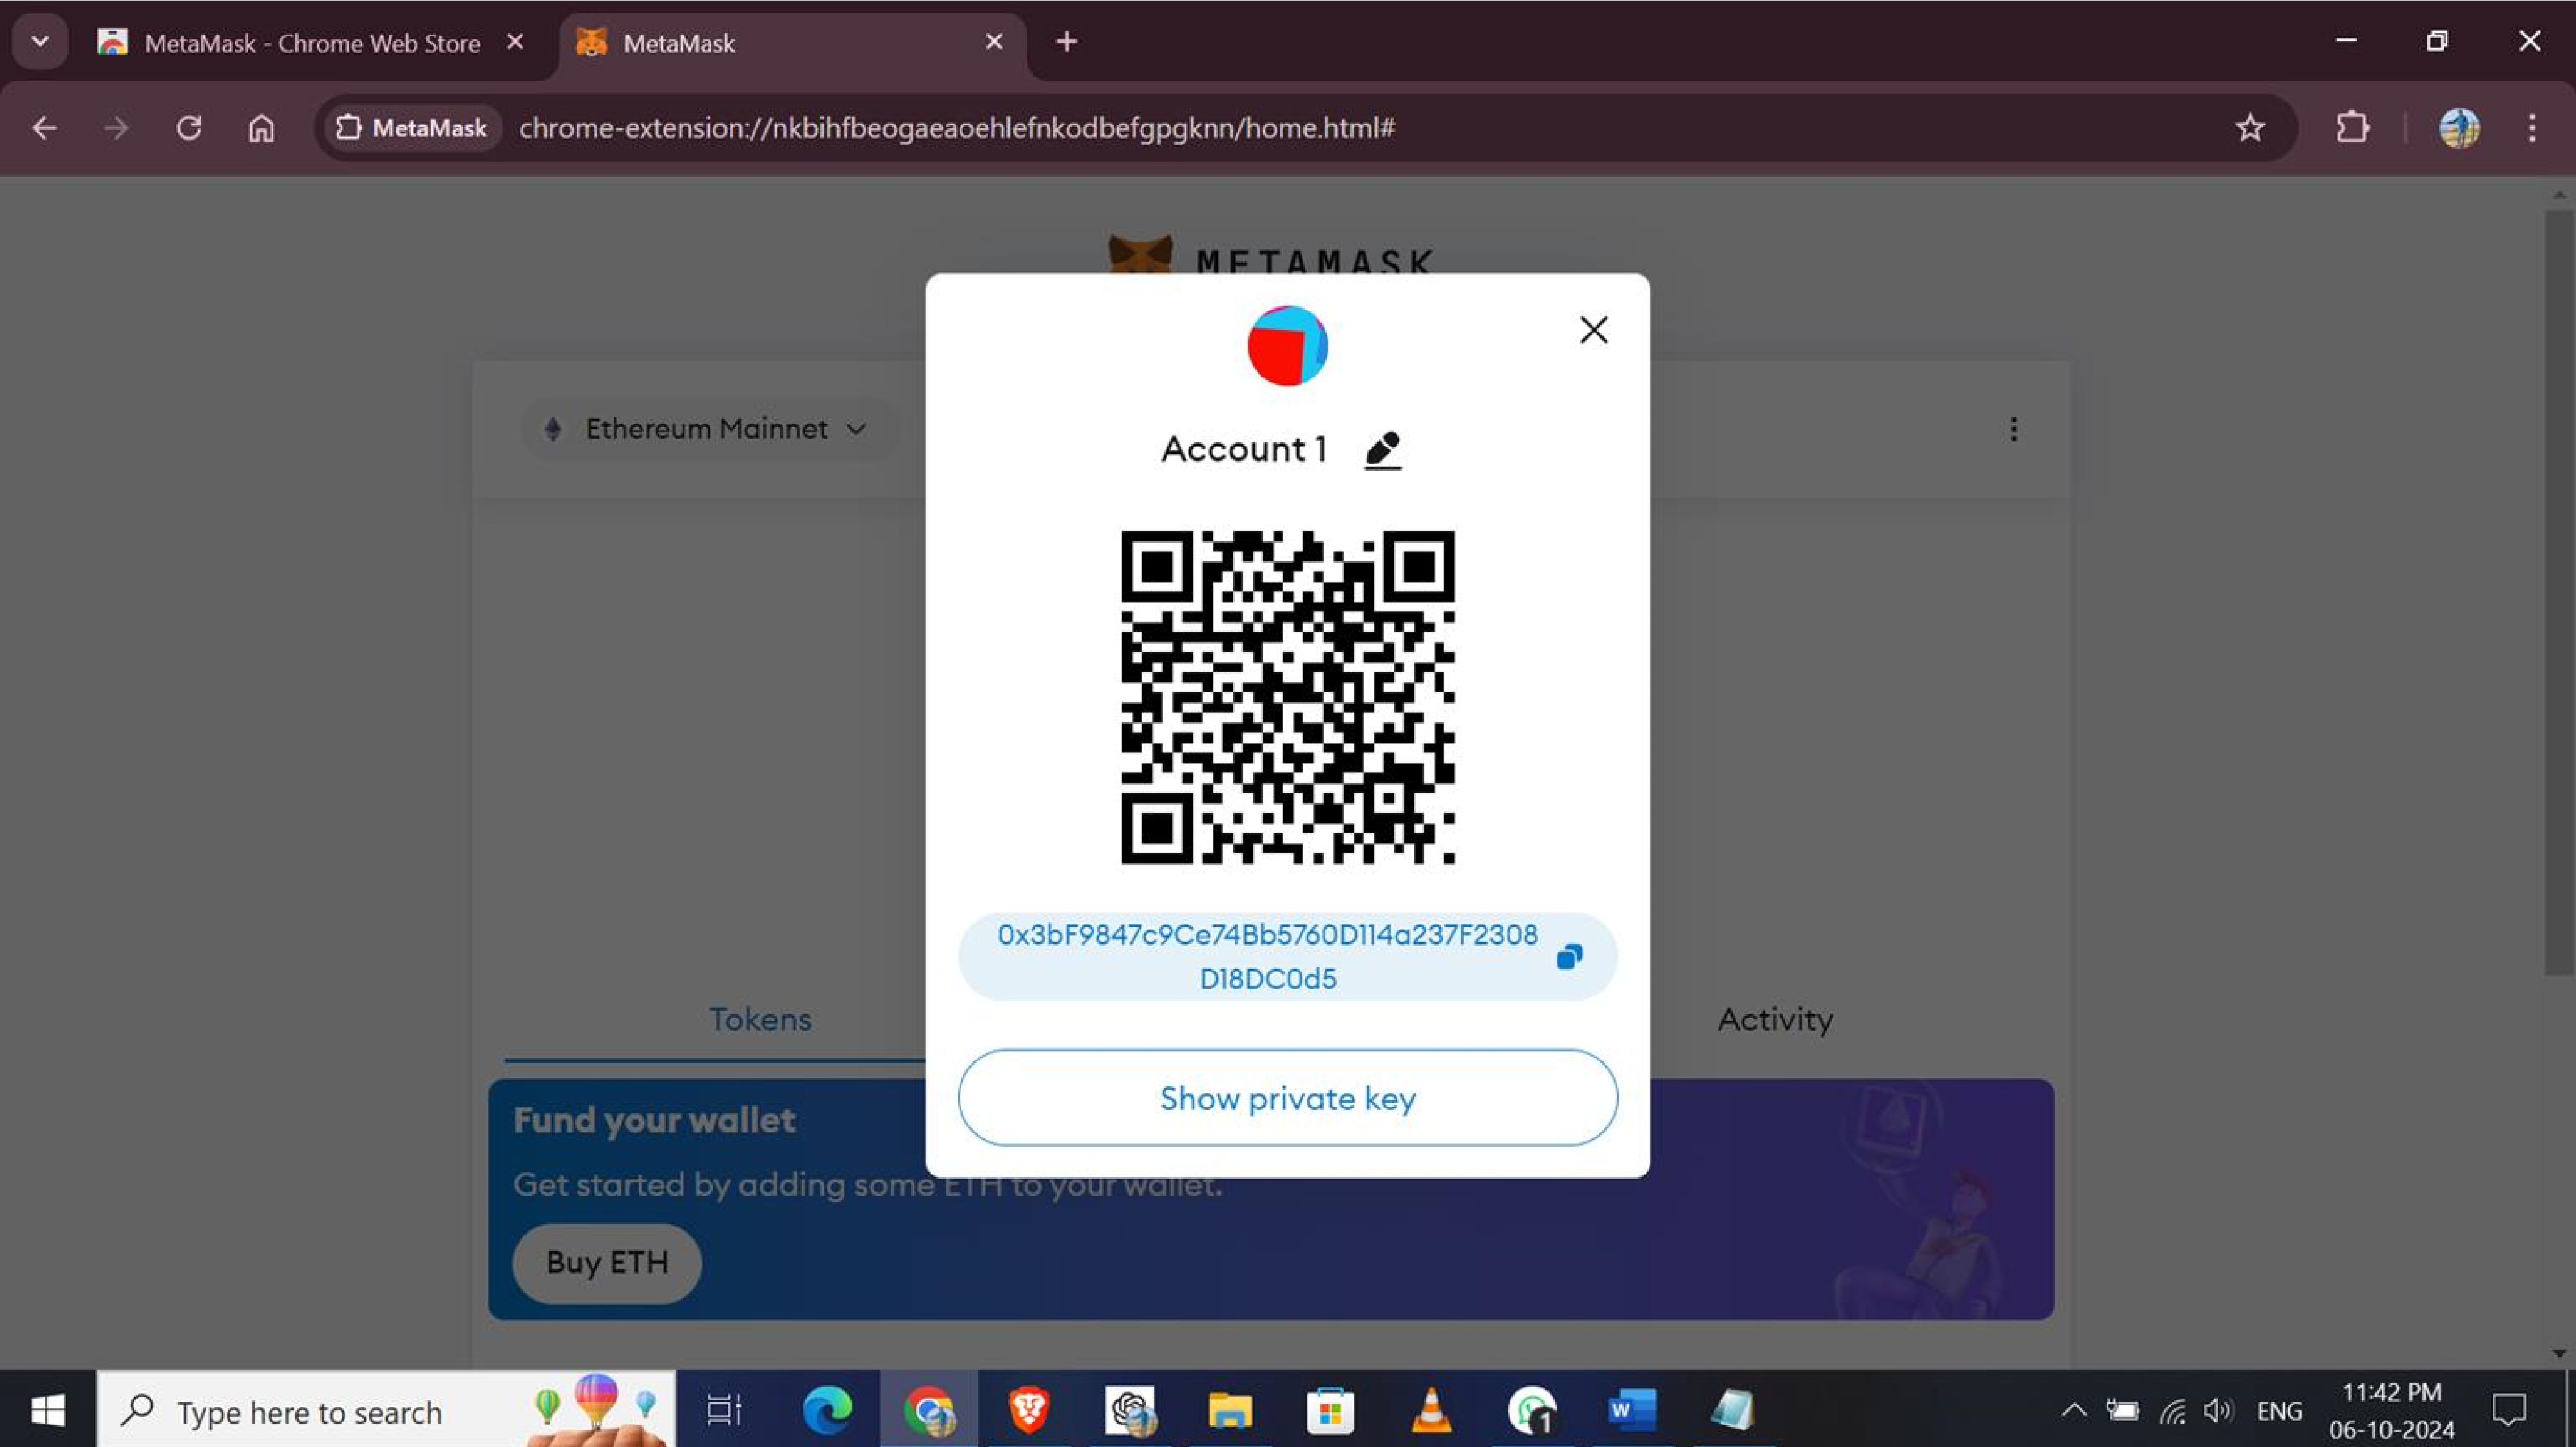 MetaMask - Chrome Web Store
MetaMask
MetaMask chrome-extension://nkbihfbeogaeaoehlefnkodbefgpgknn/home.html#
METAMASK
Ethereum Mainnet
Account 1
0x3bF9847c9Ce74Bb5760D114a237F2308
D18DC0d5
Tokens
Activity
Show private key
Fund your wallet
Get started by adding some ETH to your wallet.
Buy ETH
Type here to search
1
W
ENG
11:42 PM
06-10-2024